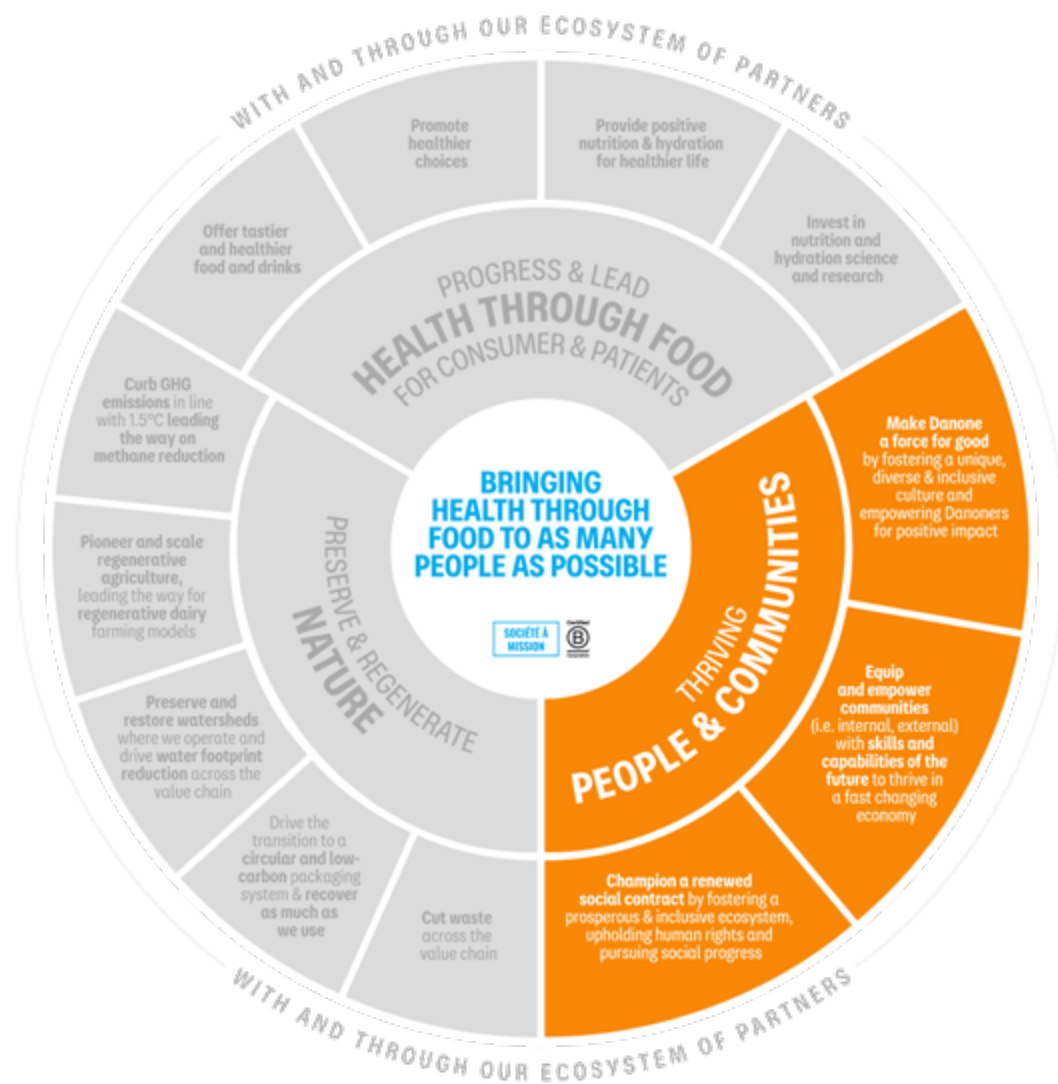 WITH AND THROUGH OUR ECOSYSTEM OF PARTNERS
Promote
healthier
choices
Provide positive
nutrition & hydration
for healthier life
Offer tastier
and healthier
food and drinks
Invest in
nutrition and
hydration science
and research
PROGRESS & LEAD
HEALTH THROUGH FOOD
FOR CONSUMER & PATIENTS
Curb GHG
emissions in line
with 1.5°C leading
the way on
methane reduction
Pioneer and scale
regenerative
agriculture,
leading the way for
regenerative dairy
farming models
Preserve and
restore watersheds
where we operate and
drive water footprint
reduction across the
value chain
Drive the
transition to a
circular and low-
carbon packaging
system & recover
as much as
we use
Cut waste
across the
value chain
PRESERVE & REGENERATE
NATURE
BRINGING
HEALTH THROUGH
FOOD TO AS MANY
PEOPLE AS POSSIBLE
SOCIÉTÉ À
MISSION
Certified
B
THRIVING
PEOPLE & COMMUNITIES
Make Danone
a force for good
by fostering a unique,
diverse & inclusive
culture and
empowering Danoners
for positive impact
Equip
and empower
communities
(i.e. internal, external)
with skills and
capabilities of the
future to thrive in
a fast changing
economy
Champion a renewed
social contract by fostering a
prosperous & inclusive ecosystem,
upholding human rights and
pursuing social progress
WITH AND THROUGH OUR ECOSYSTEM OF PARTNERS